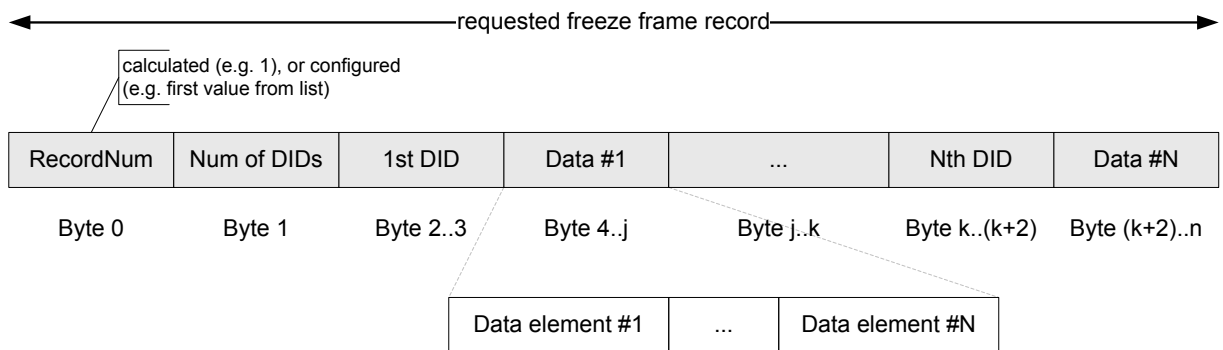 requested freeze frame record
calculated (e.g. 1), or configured
(e.g. first value from list)
RecordNum Num of DIDs 1st DID Data #1 ... Nth DID Data #N
Byte 0 Byte 1 Byte 2..3 Byte 4..j Byte j..k Byte k..(k+2) Byte (k+2)..n
Data element #1 ... Data element #N